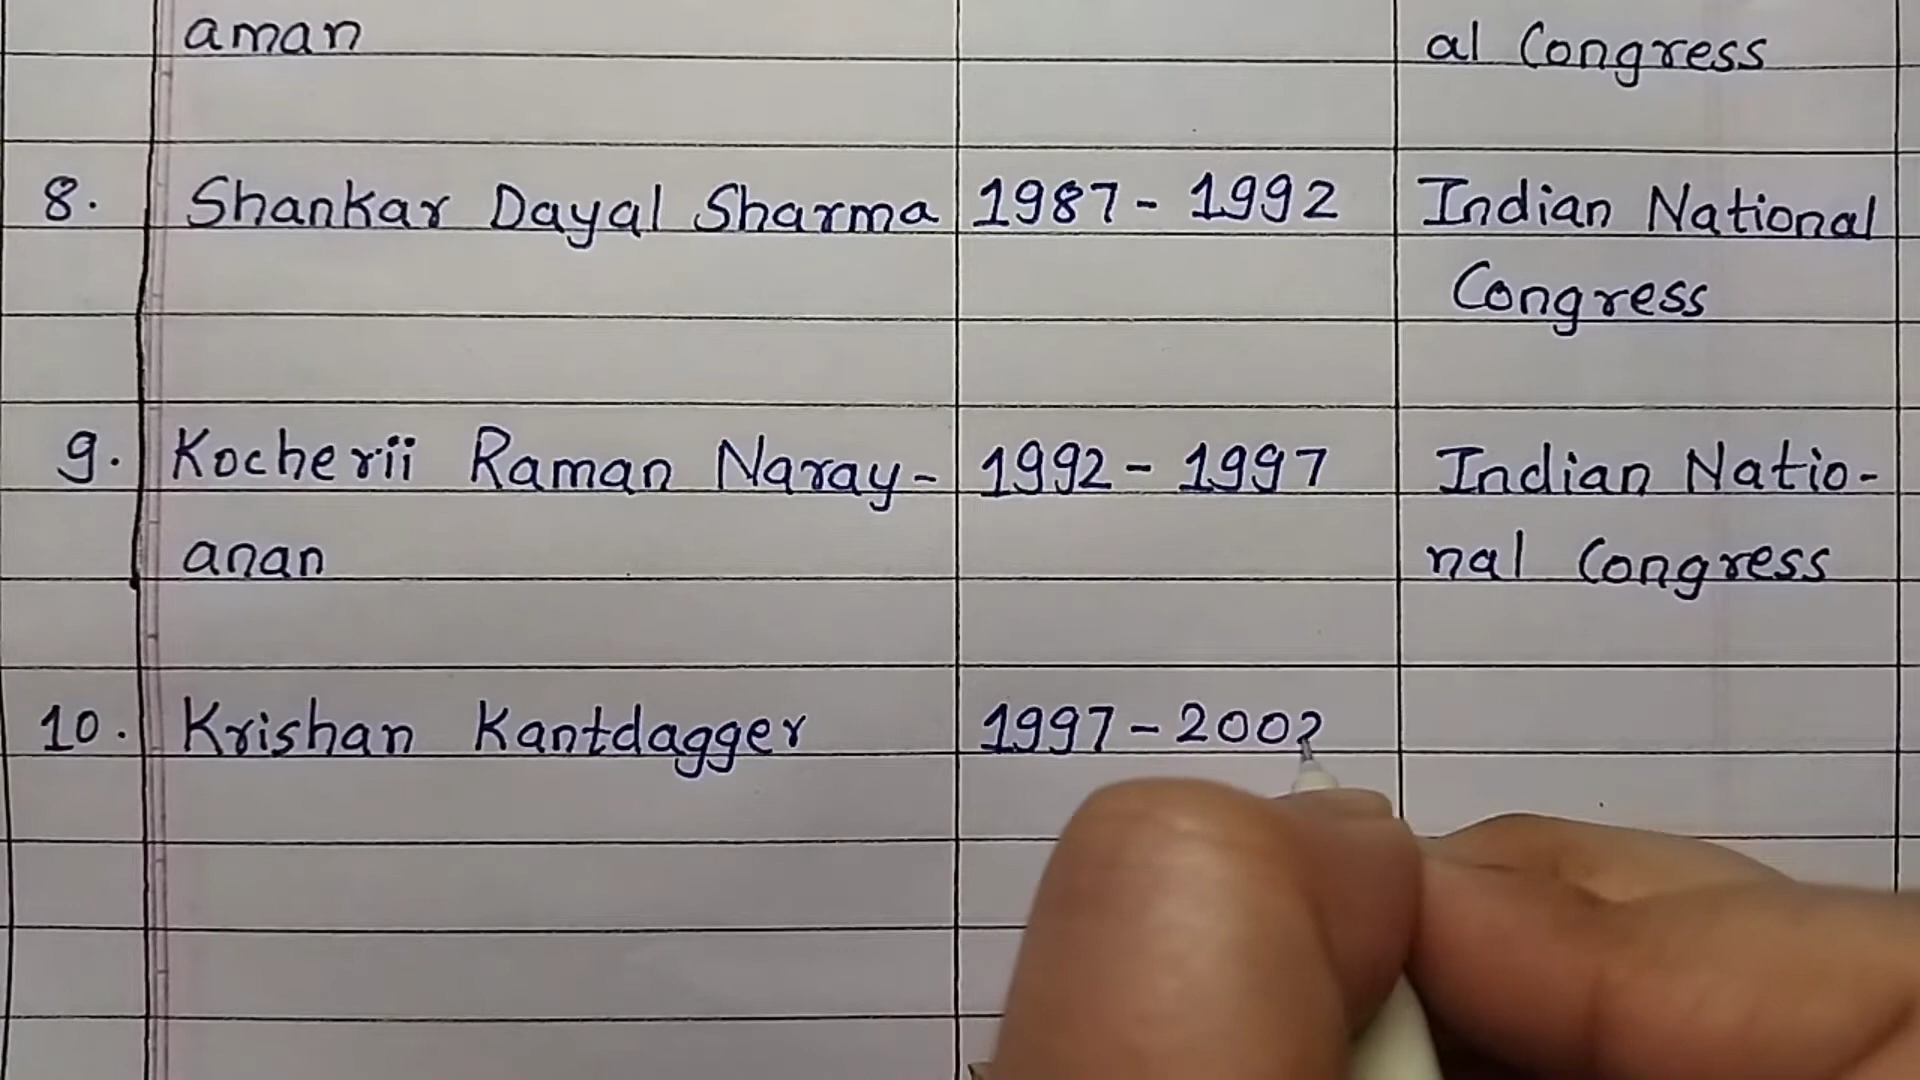 aman al Congress
8. Shankar Dayal Sharma 1987 - 1992 Indian National
Congress
9. Kocherii Raman Naray- 1992 - 1997 Indian Natio-
anan nal Congress
10. Krishan Kantdagger 1997 - 2002